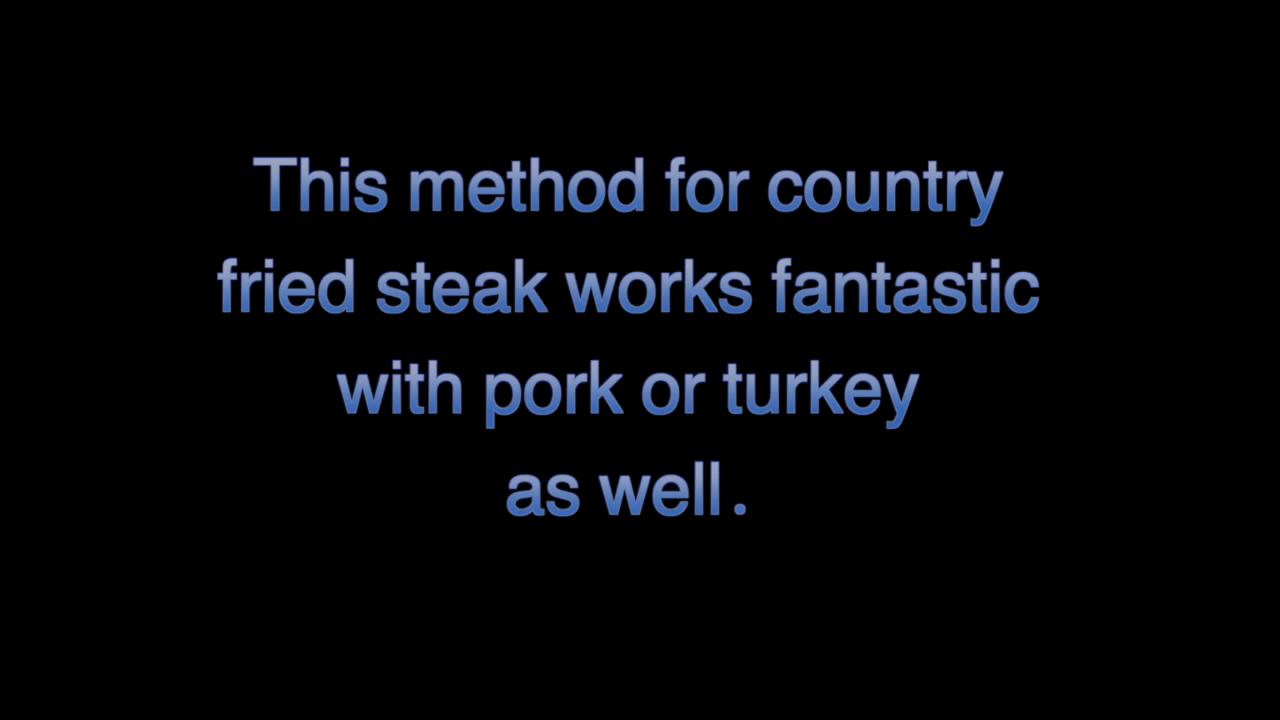 This method for country
fried steak works fantastic
with pork or turkey
as well.